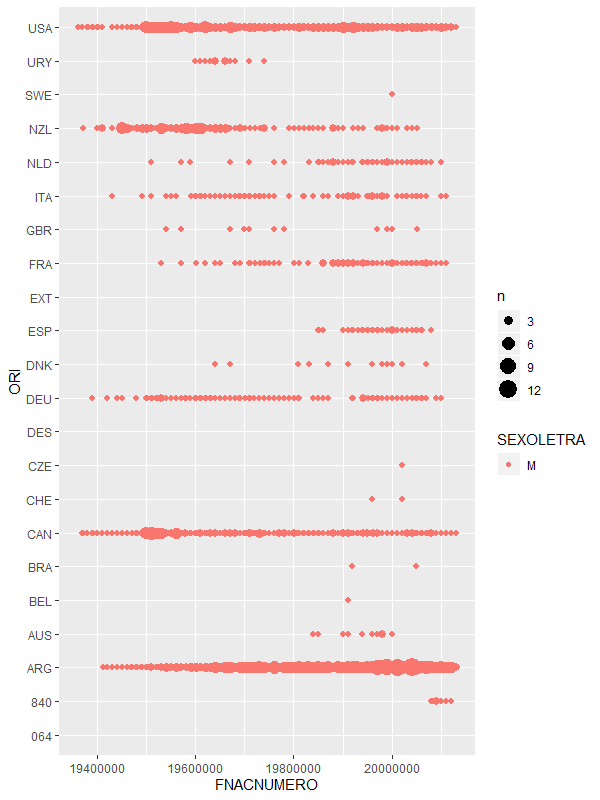 USA
URY
SWE
NZL
NLD
ITA
GBR
FRA
EXT
ESP
DNK
DEU
DES
CZE
CHE
CAN
BRA
BEL
AUS
ARG
840
064
ORI
19400000 19600000 19800000 20000000
FNACNUMERO
n
3
6
9
12
SEXOLETRA
M